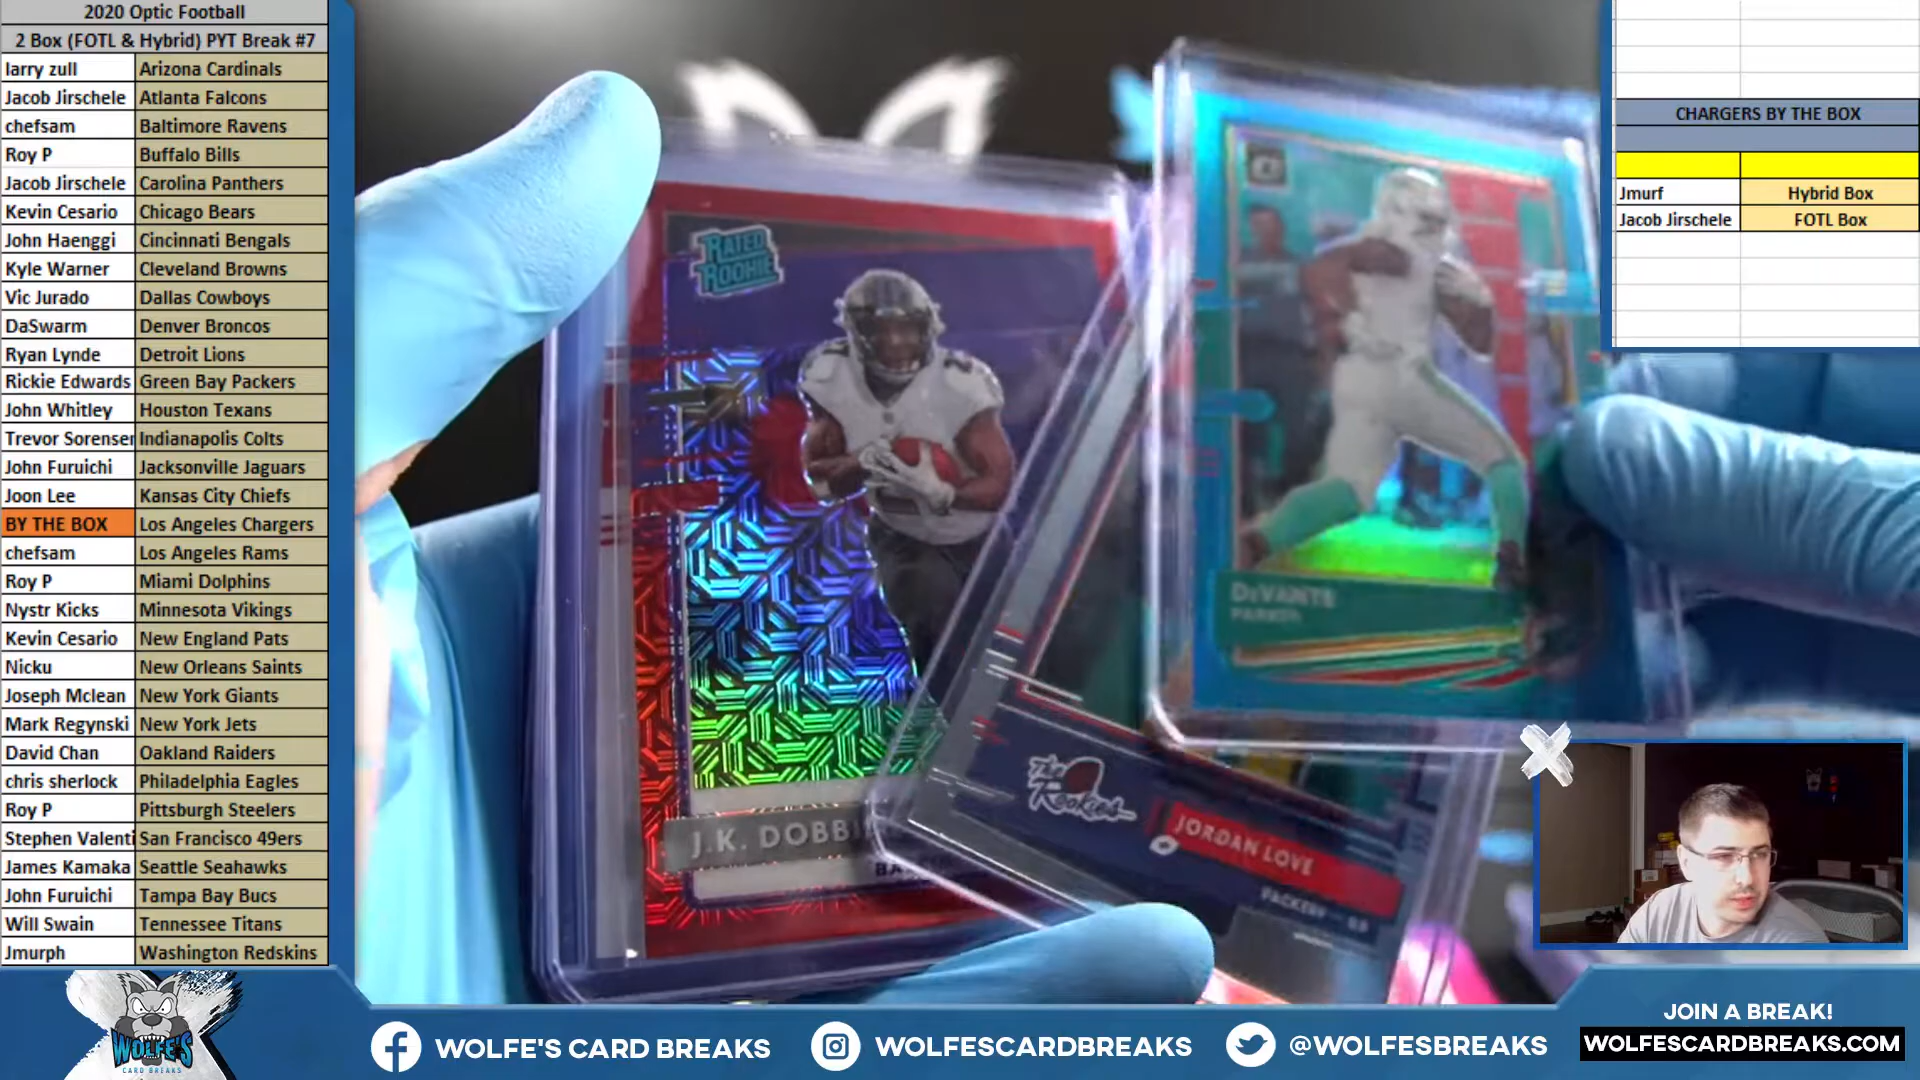 2020 Optic Football
2 Box (FOTL & Hybrid) PYT Break #7
larry zull Arizona Cardinals
Jacob Jirschele Atlanta Falcons
chefsam Baltimore Ravens
Roy P Buffalo Bills
Jacob Jirschele Carolina Panthers
Kevin Cesario Chicago Bears
John Haenggi Cincinnati Bengals
Kyle Warner Cleveland Browns
Vic Jurado Dallas Cowboys
DaSwarm Denver Broncos
Ryan Lynde Detroit Lions
Rickie Edwards Green Bay Packers
John Whitley Houston Texans
Trevor Sorenser Indianapolis Colts
John Furuichi Jacksonville Jaguars
Joon Lee Kansas City Chiefs
BY THE BOX Los Angeles Chargers
chefsam Los Angeles Rams
Roy P Miami Dolphins
Nystr Kicks Minnesota Vikings
Kevin Cesario New England Pats
Nicku New Orleans Saints
Joseph Mclean New York Giants
Mark Regynski New York Jets
David Chan Oakland Raiders
chris sherlock Philadelphia Eagles
Roy P Pittsburgh Steelers
Stephen Valenti San Francisco 49ers
James Kamaka Seattle Seahawks
John Furuichi Tampa Bay Bucs
Will Swain Tennessee Titans
Jmurph Washington Redskins
CHARGERS BY THE BOX
Jmurf Hybrid Box
Jacob Jirschele FOTL Box
RATED
ROOKIE
J.K. DOBBI
The
Rookies
JORDAN LOVE
PACKERS
DeVANTE
PARKER
WOLFE'S
CARD BREAKS
WOLFE'S CARD BREAKS
WOLFESCARDBREAKS
@WOLFESBREAKS
JOIN A BREAK!
WOLFESCARDBREAKS.COM